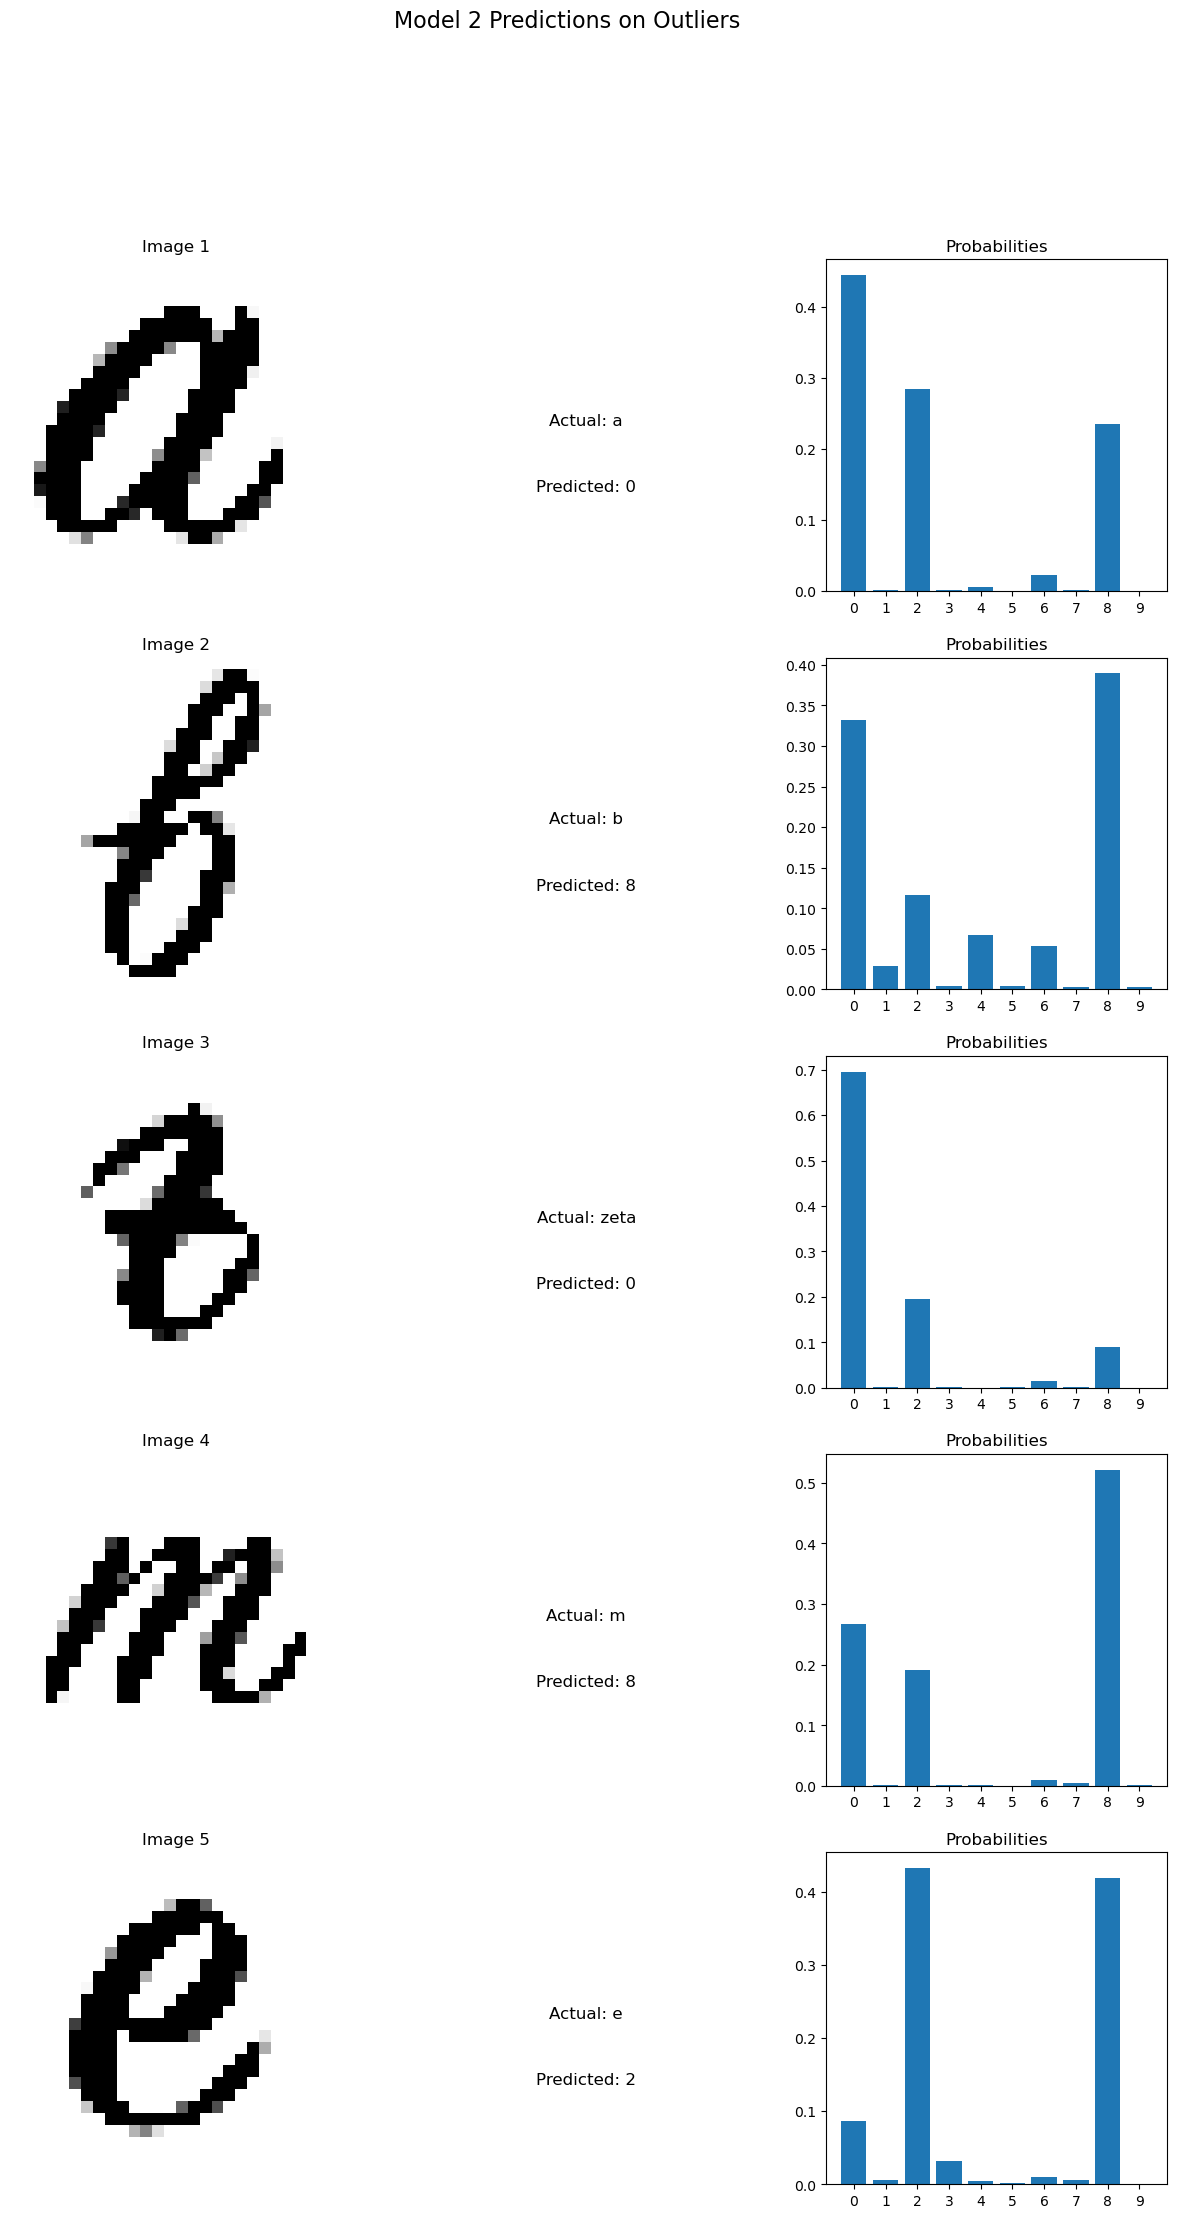 Model 2 Predictions on Outliers
Image 1
a
Actual: a
Predicted: 0
Probabilities
0.4
0.3
0.2
0.1
0.0
0 1 2 3 4 5 6 7 8 9
Image 2
b
Actual: b
Predicted: 8
Probabilities
0.40
0.35
0.30
0.25
0.20
0.15
0.10
0.05
0.00
0 1 2 3 4 5 6 7 8 9
Image 3
Actual: zeta
Predicted: 0
Probabilities
0.7
0.6
0.5
0.4
0.3
0.2
0.1
0.0
0 1 2 3 4 5 6 7 8 9
Image 4
m
Actual: m
Predicted: 8
Probabilities
0.5
0.4
0.3
0.2
0.1
0.0
0 1 2 3 4 5 6 7 8 9
Image 5
e
Actual: e
Predicted: 2
Probabilities
0.4
0.3
0.2
0.1
0.0
0 1 2 3 4 5 6 7 8 9